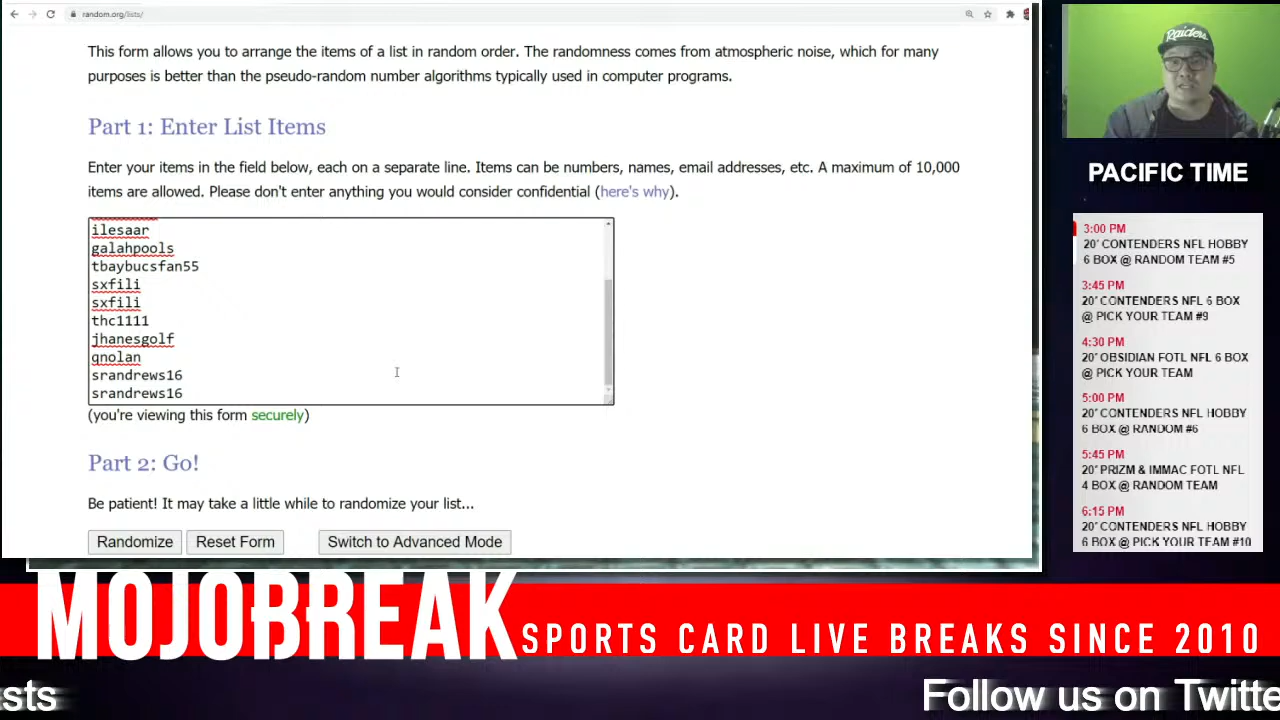 random.org/lists/
Raiders
This form allows you to arrange the items of a list in random order. The randomness comes from atmospheric noise, which for many
purposes is better than the pseudo-random number algorithms typically used in computer programs.
Part 1: Enter List Items
Enter your items in the field below, each on a separate line. Items can be numbers, names, email addresses, etc. A maximum of 10,000
items are allowed. Please don't enter anything you would consider confidential (here's why).
ilesaar
galahpools
tbaybucsfan55
sxfili
sxfili
thc1111
jhanesgolf
qnolan
srandrews16
srandrews16
(you're viewing this form securely)
Part 2: Go!
Be patient! It may take a little while to randomize your list...
Randomize Reset Form Switch to Advanced Mode
PACIFIC TIME
3:00 PM
20' CONTENDERS NFL HOBBY
6 BOX @ RANDOM TEAM #5
3:45 PM
20' CONTENDERS NFL 6 BOX
@ PICK YOUR TEAM #9
4:30 PM
20' OBSIDIAN FOTL NFL 6 BOX
@ PICK YOUR TEAM
5:00 PM
20' CONTENDERS NFL HOBBY
6 BOX @ RANDOM #6
5:45 PM
20' PRIZM & IMMAC FOTL NFL
4 BOX @ RANDOM TEAM
6:15 PM
20' CONTENDERS NFL HOBBY
6 BOX @ PICK YOUR TEAM #10
MOJOBREAK SPORTS CARD LIVE BREAKS SINCE 2010
sts Follow us on Twitte